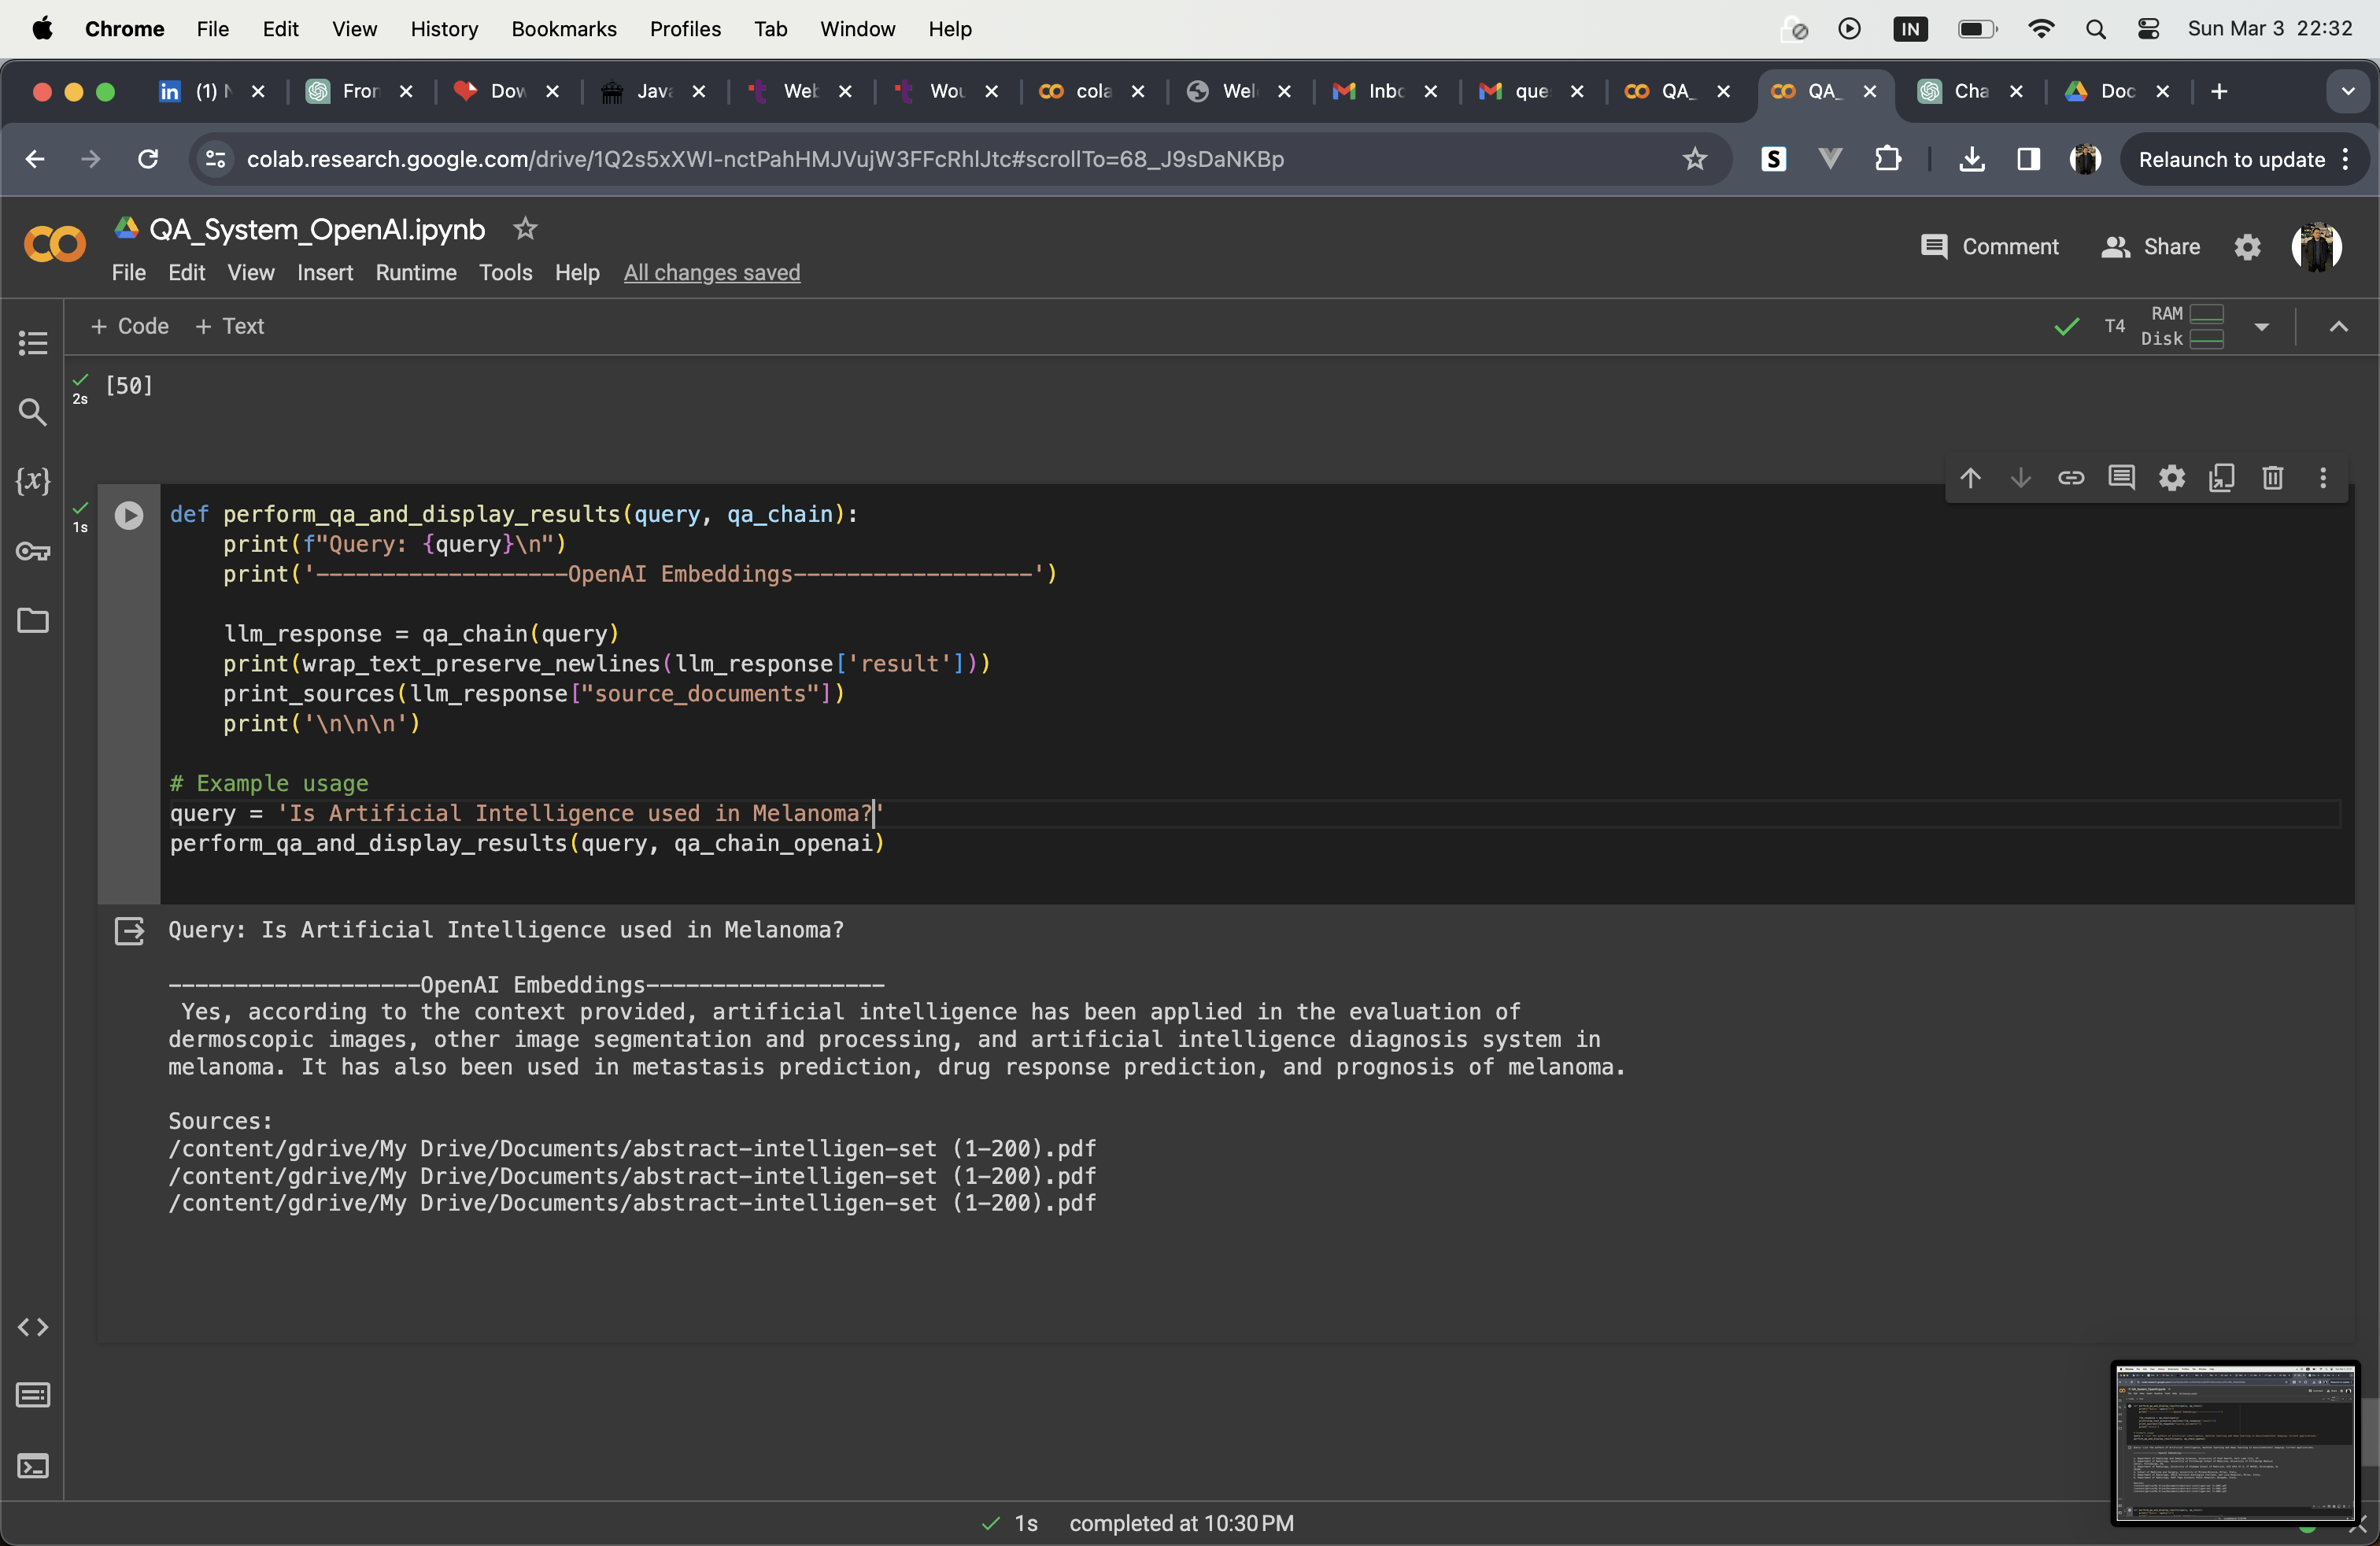 Chrome File Edit View History Bookmarks Profiles Tab Window Help IN Sun Mar 3 22:32
in (1) N Fron Dow Java Web Wou cola Wel Inbo que QA_ QA_ Cha Doc
colab.research.google.com/drive/1Q2s5xXWI-nctPahHMJVujW3FFcRhlJtc#scrollTo=68_J9sDaNKBp S Relaunch to update
QA_System_OpenAI.ipynb
Comment Share
File Edit View Insert Runtime Tools Help All changes saved
+ Code + Text T4 RAM
Disk
[50]
2s
{x}
1s
def perform_qa_and_display_results(query, qa_chain):
print(f"Query: {query}\n")
print('-------------------OpenAI Embeddings------------------')
llm_response = qa_chain(query)
print(wrap_text_preserve_newlines(llm_response['result']))
print_sources(llm_response["source_documents"])
print('\n\n\n')
# Example usage
query = 'Is Artificial Intelligence used in Melanoma?'
perform_qa_and_display_results(query, qa_chain_openai)
Query: Is Artificial Intelligence used in Melanoma?
-------------------OpenAI Embeddings------------------
Yes, according to the context provided, artificial intelligence has been applied in the evaluation of
dermoscopic images, other image segmentation and processing, and artificial intelligence diagnosis system in
melanoma. It has also been used in metastasis prediction, drug response prediction, and prognosis of melanoma.
Sources:
/content/gdrive/My Drive/Documents/abstract-intelligen-set (1-200).pdf
/content/gdrive/My Drive/Documents/abstract-intelligen-set (1-200).pdf
/content/gdrive/My Drive/Documents/abstract-intelligen-set (1-200).pdf
1s completed at 10:30 PM